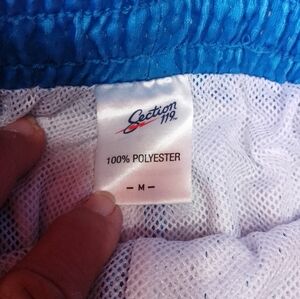 Section
119
100% POLYESTER
– M –